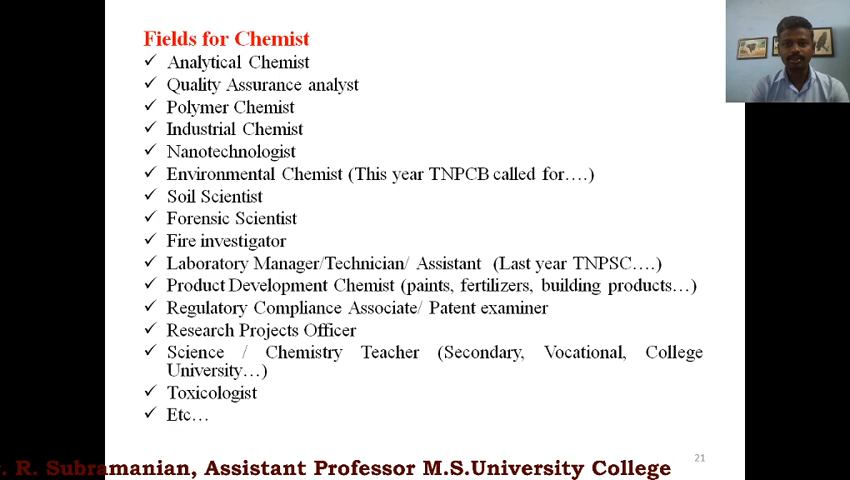 Fields for Chemist
✓ Analytical Chemist
✓ Quality Assurance analyst
✓ Polymer Chemist
✓ Industrial Chemist
✓ Nanotechnologist
✓ Environmental Chemist (This year TNPCB called for….)
✓ Soil Scientist
✓ Forensic Scientist
✓ Fire investigator
✓ Laboratory Manager/Technician/ Assistant (Last year TNPSC….)
✓ Product Development Chemist (paints, fertilizers, building products…)
✓ Regulatory Compliance Associate/ Patent examiner
✓ Research Projects Officer
✓ Science / Chemistry Teacher (Secondary, Vocational, College
University…)
✓ Toxicologist
✓ Etc…
21
. R. Subramanian, Assistant Professor M.S.University College